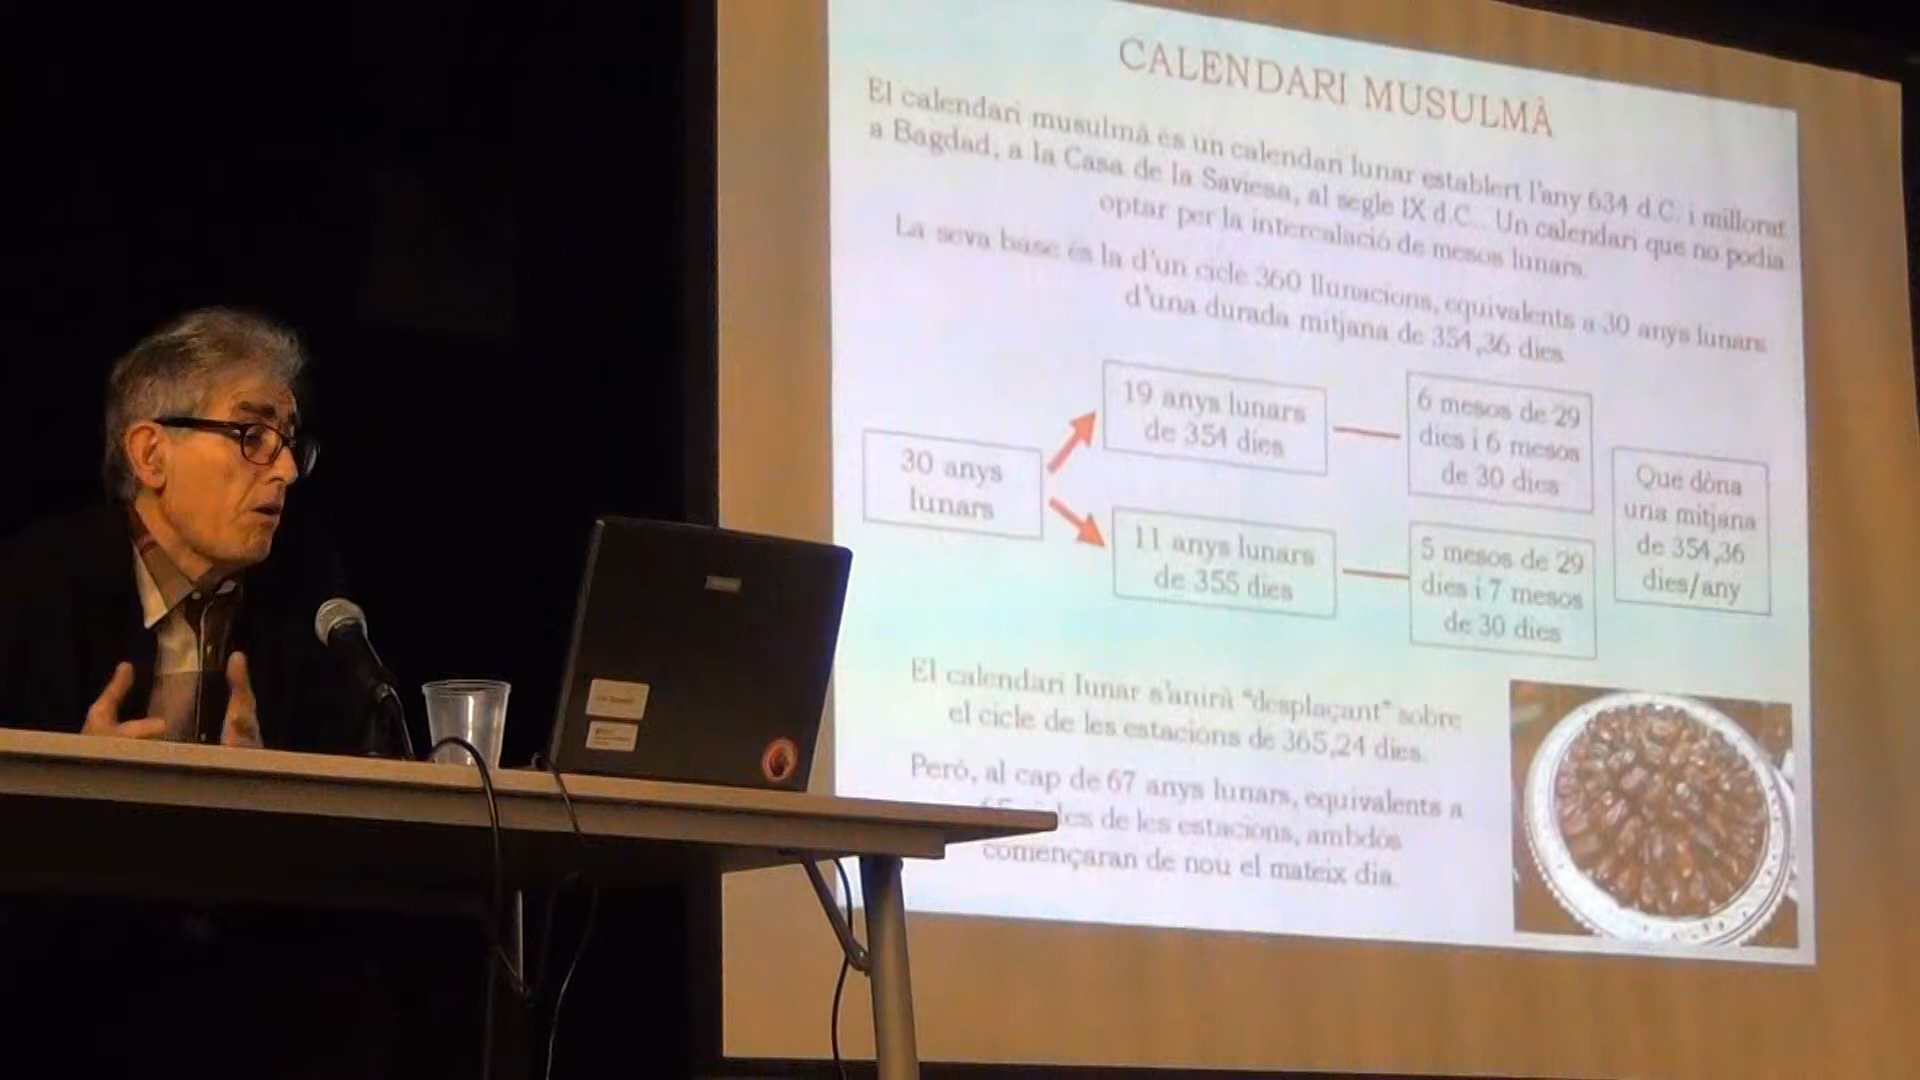 CALENDARI MUSULMÀ
El calendari musulmà és un calendari lunar establert l'any 634 d.C. i millorat
a Bagdad, a la Casa de la Saviesa, al segle IX d.C.. Un calendari que no podia
optar per la intercalació de mesos lunars.
La seva base és la d'un cicle 360 llunacions, equivalents a 30 anys lunars
d'una durada mitjana de 354,36 dies
30 anys
lunars
19 anys lunars
de 354 dies
6 mesos de 29
dies i 6 mesos
de 30 dies
11 anys lunars
de 355 dies
5 mesos de 29
dies i 7 mesos
de 30 dies
Que dòna
una mitjana
de 354,36
dies/any
El calendari lunar s'anirà "desplaçant" sobre
el cicle de les estacions de 365,24 dies.
Però, al cap de 67 anys lunars, equivalents a
de les estacions, ambdós
començaran de nou el mateix dia.